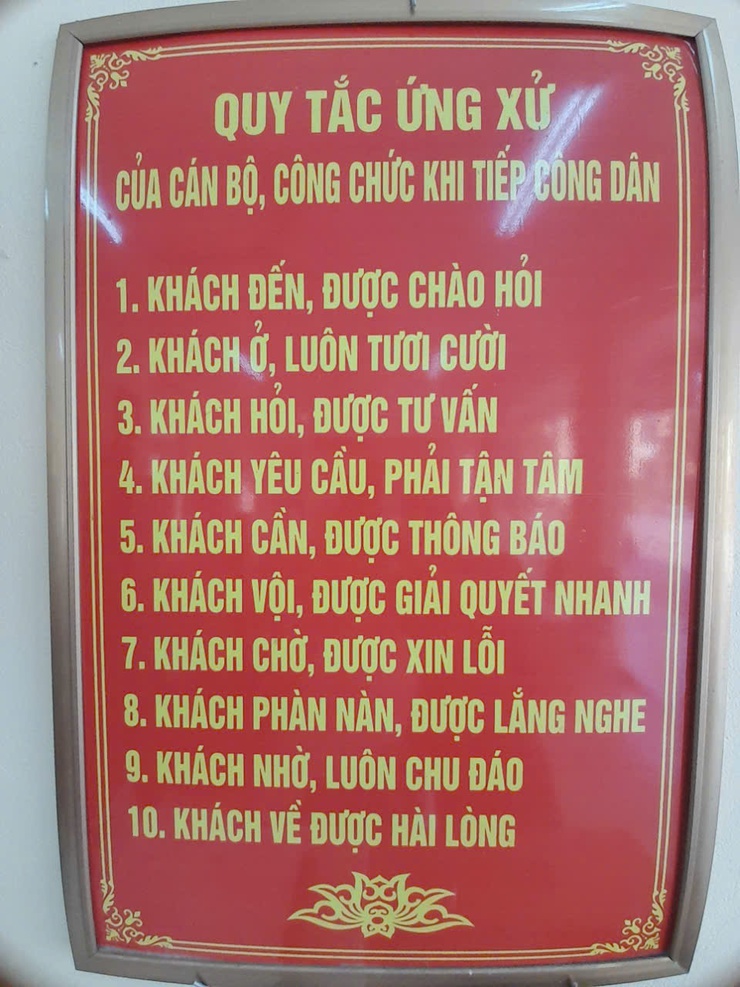 QUY TẮC ỨNG XỬ
CỦA CÁN BỘ, CÔNG CHỨC KHI TIẾP CÔNG DÂN
1. KHÁCH ĐẾN, ĐƯỢC CHÀO HỎI
2. KHÁCH Ở, LUÔN TƯƠI CƯỜI
3. KHÁCH HỎI, ĐƯỢC TƯ VẤN
4. KHÁCH YÊU CẦU, PHẢI TẬN TÂM
5. KHÁCH CẦN, ĐƯỢC THÔNG BÁO
6. KHÁCH VỘI, ĐƯỢC GIẢI QUYẾT NHANH
7. KHÁCH CHỜ, ĐƯỢC XIN LỖI
8. KHÁCH PHÀN NÀN, ĐƯỢC LẮNG NGHE
9. KHÁCH NHỜ, LUÔN CHU ĐÁO
10. KHÁCH VỀ ĐƯỢC HÀI LÒNG